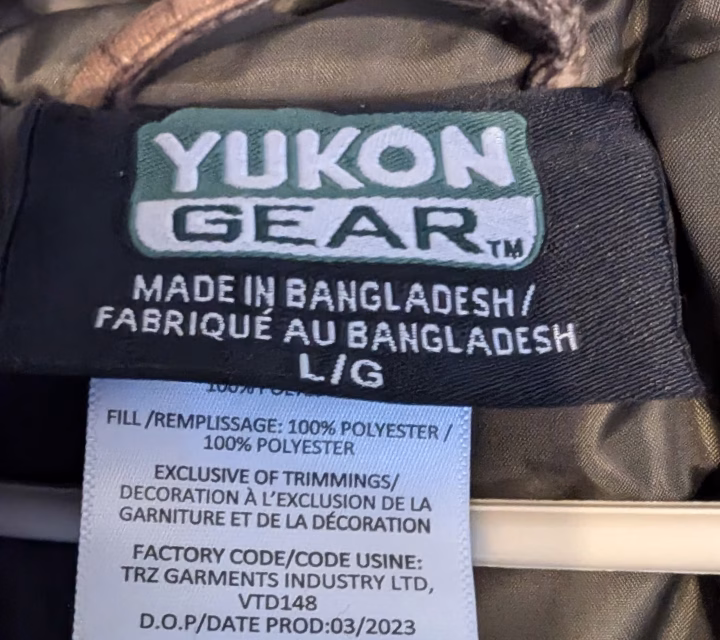 YUKON
GEAR™
MADE IN BANGLADESH/
FABRIQUÉ AU BANGLADESH
L/G
FILL /REMPLISSAGE: 100% POLYESTER /
100% POLYESTER
EXCLUSIVE OF TRIMMINGS/
DECORATION À L'EXCLUSION DE LA
GARNITURE ET DE LA DÉCORATION
FACTORY CODE/CODE USINE:
TRZ GARMENTS INDUSTRY LTD,
VTD148
D.O.P/DATE PROD:03/2023